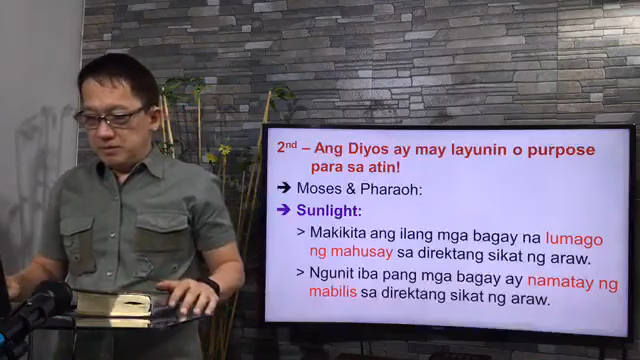 2nd – Ang Diyos ay may layunin o purpose
para sa atin!
➔ Moses & Pharaoh:
➔ Sunlight:
> Makikita ang ilang mga bagay na lumago
ng mahusay sa direktang sikat ng araw.
> Ngunit iba pang mga bagay ay namatay ng
mabilis sa direktang sikat ng araw.